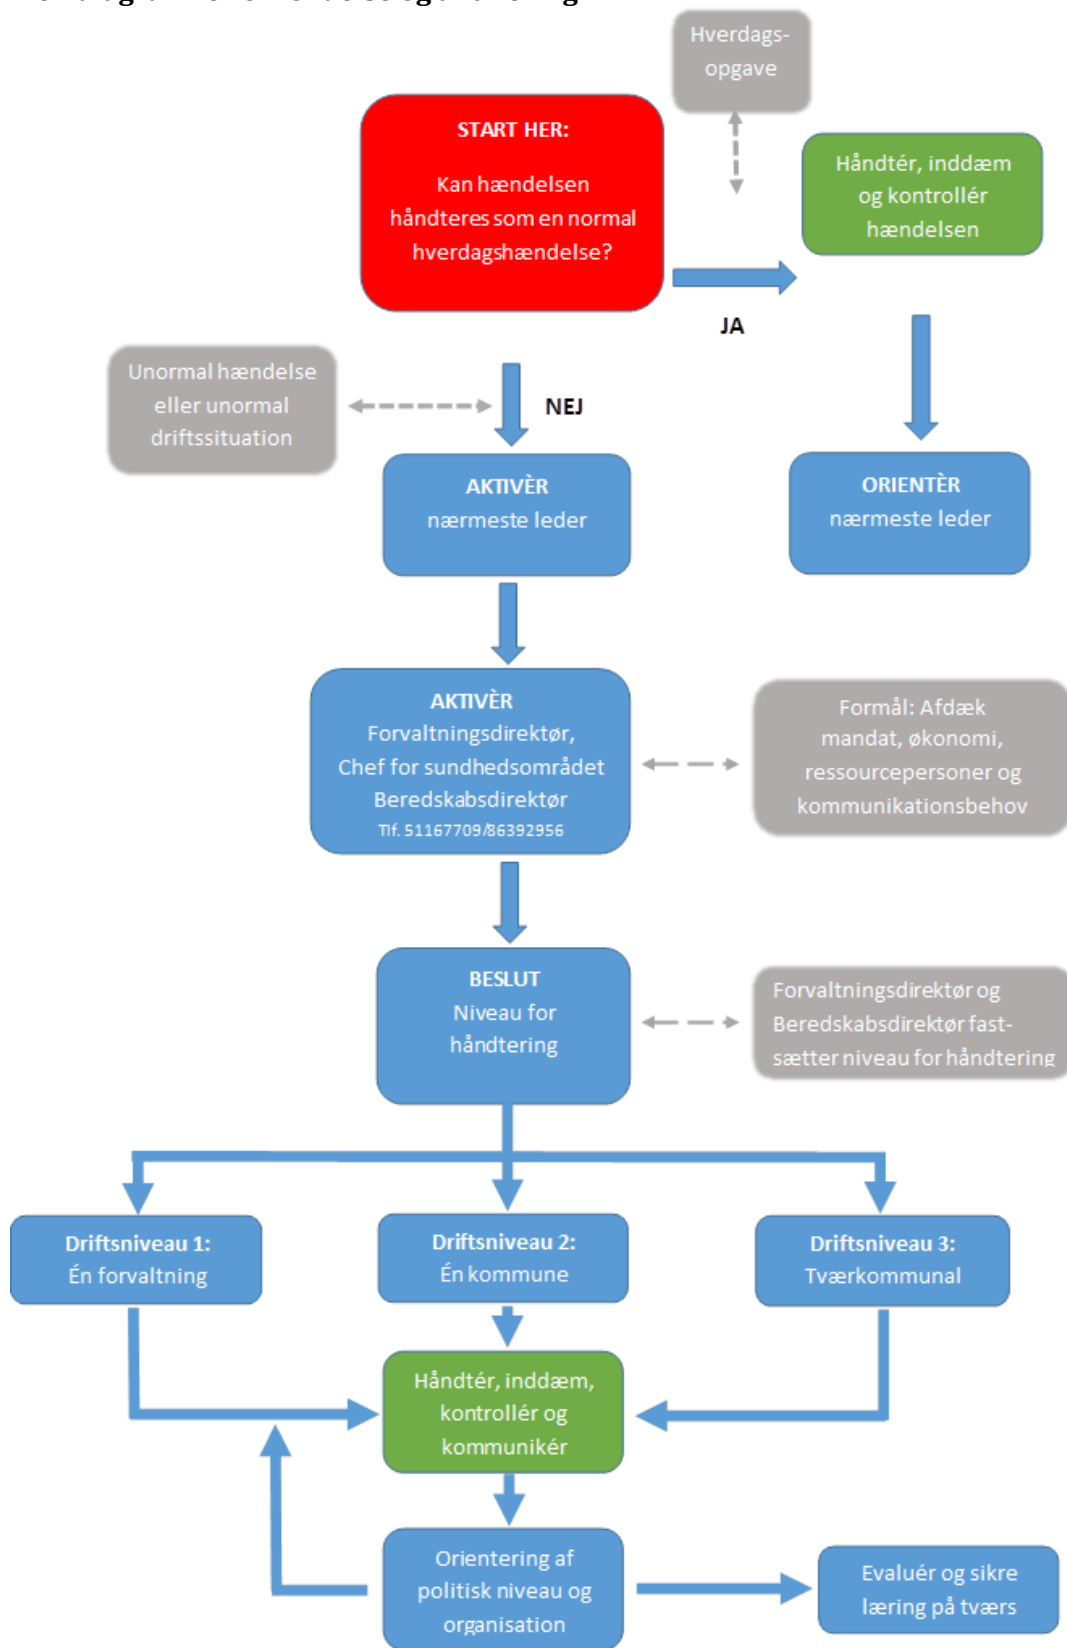 Hverdags-
opgave
START HER:
Kan hændelsen
håndteres som en normal
hverdagshændelse?
Håndtér, inddæm
og kontrollér
hændelsen
JA
Unormal hændelse
eller unormal
driftssituation
NEJ
AKTIVÈR
nærmeste leder
ORIENTÈR
nærmeste leder
AKTIVÈR
Forvaltningsdirektør,
Chef for sundhedsområdet
Beredskabsdirektør
Tlf. 51167709/86392956
Formål: Afdæk
mandat, økonomi,
ressourcepersoner og
kommunikationsbehov
BESLUT
Niveau for
håndtering
Forvaltningsdirektør og
Beredskabsdirektør fast-
sætter niveau for håndtering
Driftsniveau 1:
Én forvaltning
Driftsniveau 2:
Én kommune
Driftsniveau 3:
Tværkommunal
Håndtér, inddæm,
kontrollér og
kommunikér
Orientering af
politisk niveau og
organisation
Evaluér og sikre
læring på tværs